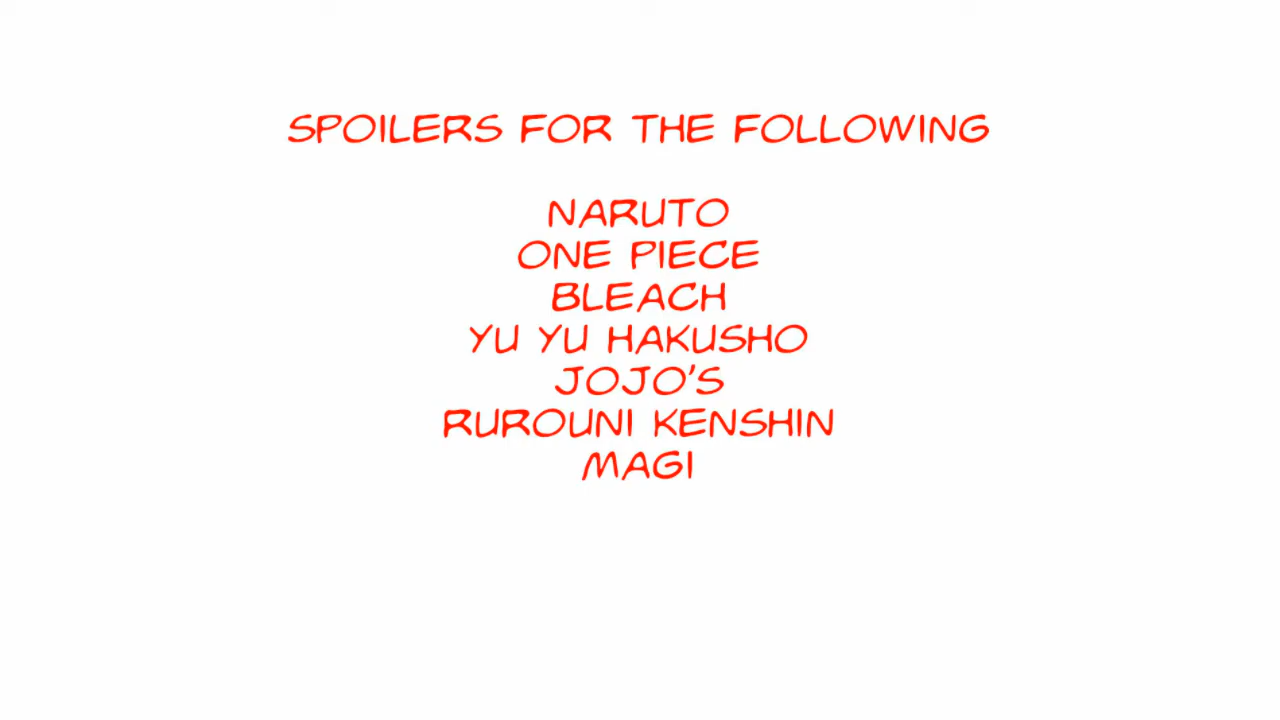 SPOILERS FOR THE FOLLOWING
NARUTO
ONE PIECE
BLEACH
YU YU HAKUSHO
JOJO'S
RUROUNI KENSHIN
MAGI